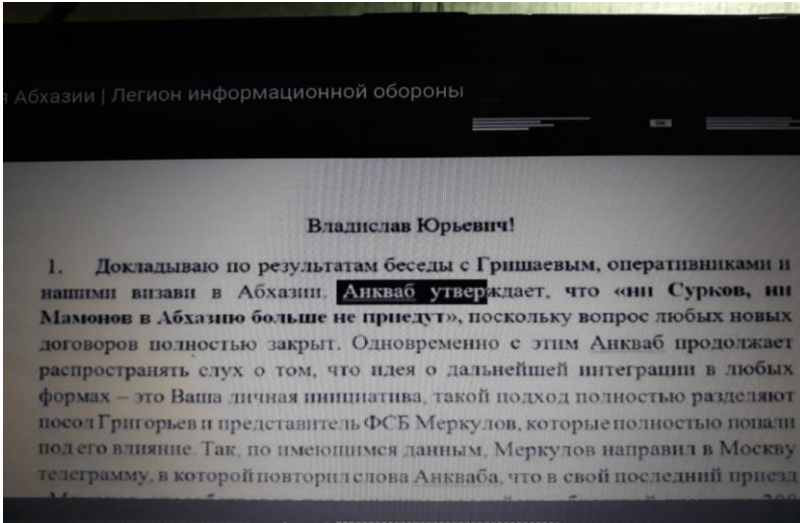 я Абхазии | Легион информационной обороны
Владислав Юрьевич!
1. Докладываю по результатам беседы с Гришаевым, оперативниками и
нашими визави в Абхазии. Анкваб утверждает, что «ни Сурков, ни
Мамонов в Абхазию больше не приедут», поскольку вопрос любых новых
договоров полностью закрыт. Одновременно с этим Анкваб продолжает
распространять слух о том, что идея о дальнейшей интеграции в любых
формах – это Ваша личная инициатива, такой подход полностью разделяют
посол Григорьев и представитель ФСБ Меркулов, которые полностью попали
под его влияние. Так, по имеющимся данным, Меркулов направил в Москву
телеграмму, в которой повторил слова Анкваба, что в свой последний приезд